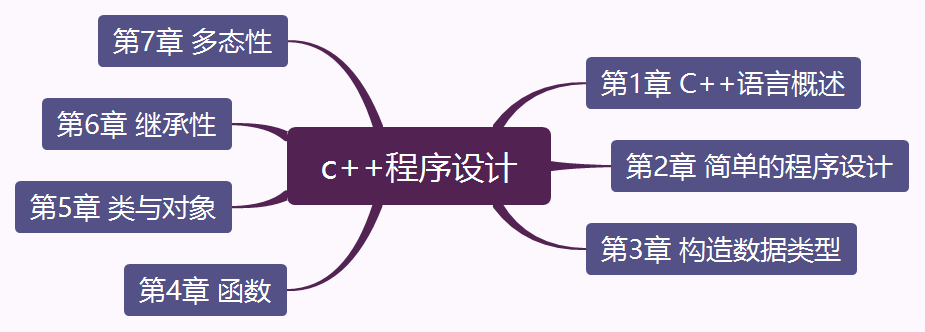 c++程序设计
第1章 C++语言概述
第2章 简单的程序设计
第3章 构造数据类型
第4章 函数
第5章 类与对象
第6章 继承性
第7章 多态性